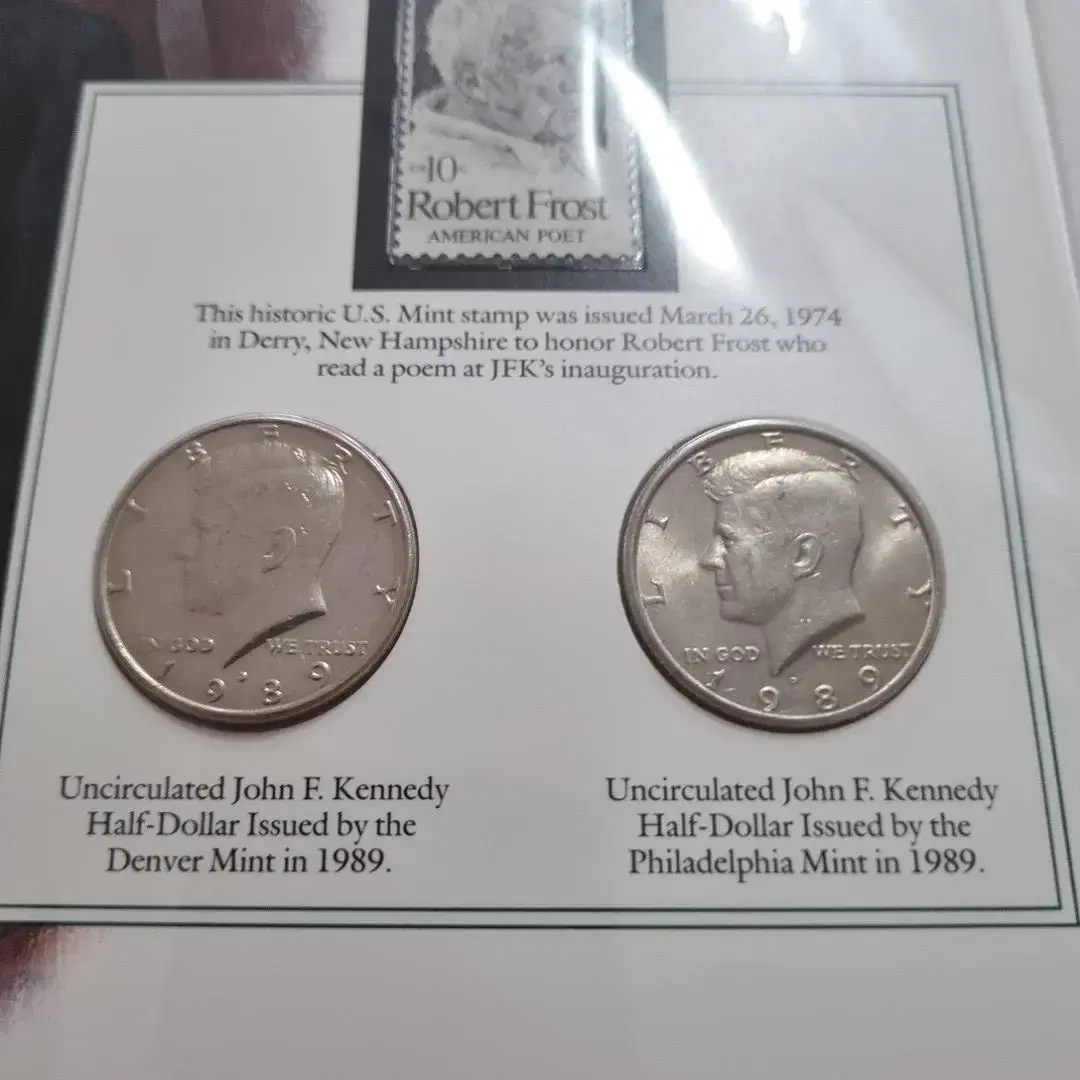 10c
Robert Frost
AMERICAN POET
This historic U.S. Mint stamp was issued March 26, 1974
in Derry, New Hampshire to honor Robert Frost who
read a poem at JFK's inauguration.
LIBERTY
IN GOD WE TRUST
1989
LIBERTY
IN GOD WE TRUST
P
1989
Uncirculated John F. Kennedy
Half-Dollar Issued by the
Denver Mint in 1989.
Uncirculated John F. Kennedy
Half-Dollar Issued by the
Philadelphia Mint in 1989.